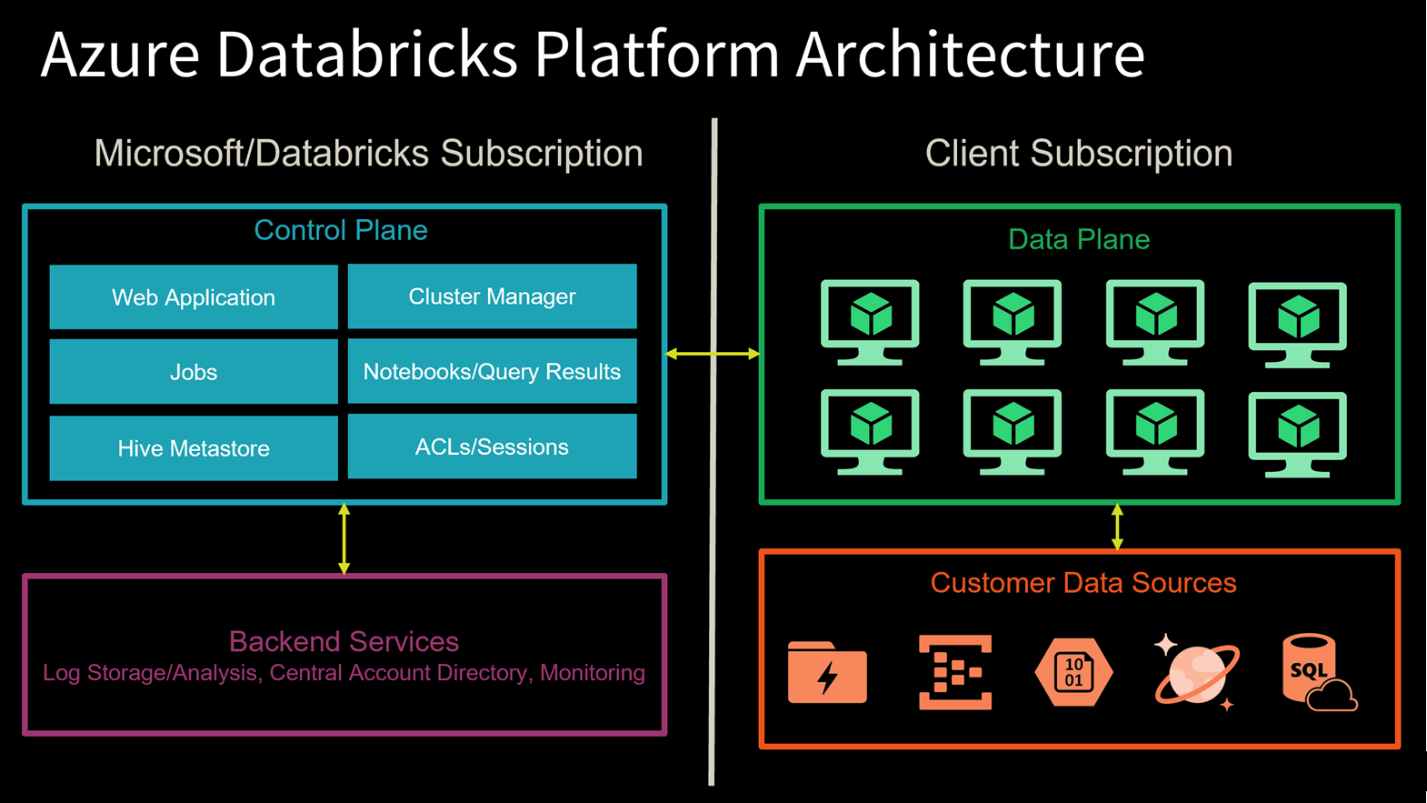 Azure Databricks Platform Architecture
Microsoft/Databricks Subscription
Client Subscription
Control Plane
Web Application
Cluster Manager
Jobs
Notebooks/Query Results
Hive Metastore
ACLs/Sessions
Backend Services
Log Storage/Analysis, Central Account Directory, Monitoring
Data Plane
Customer Data Sources
10
01
SQL